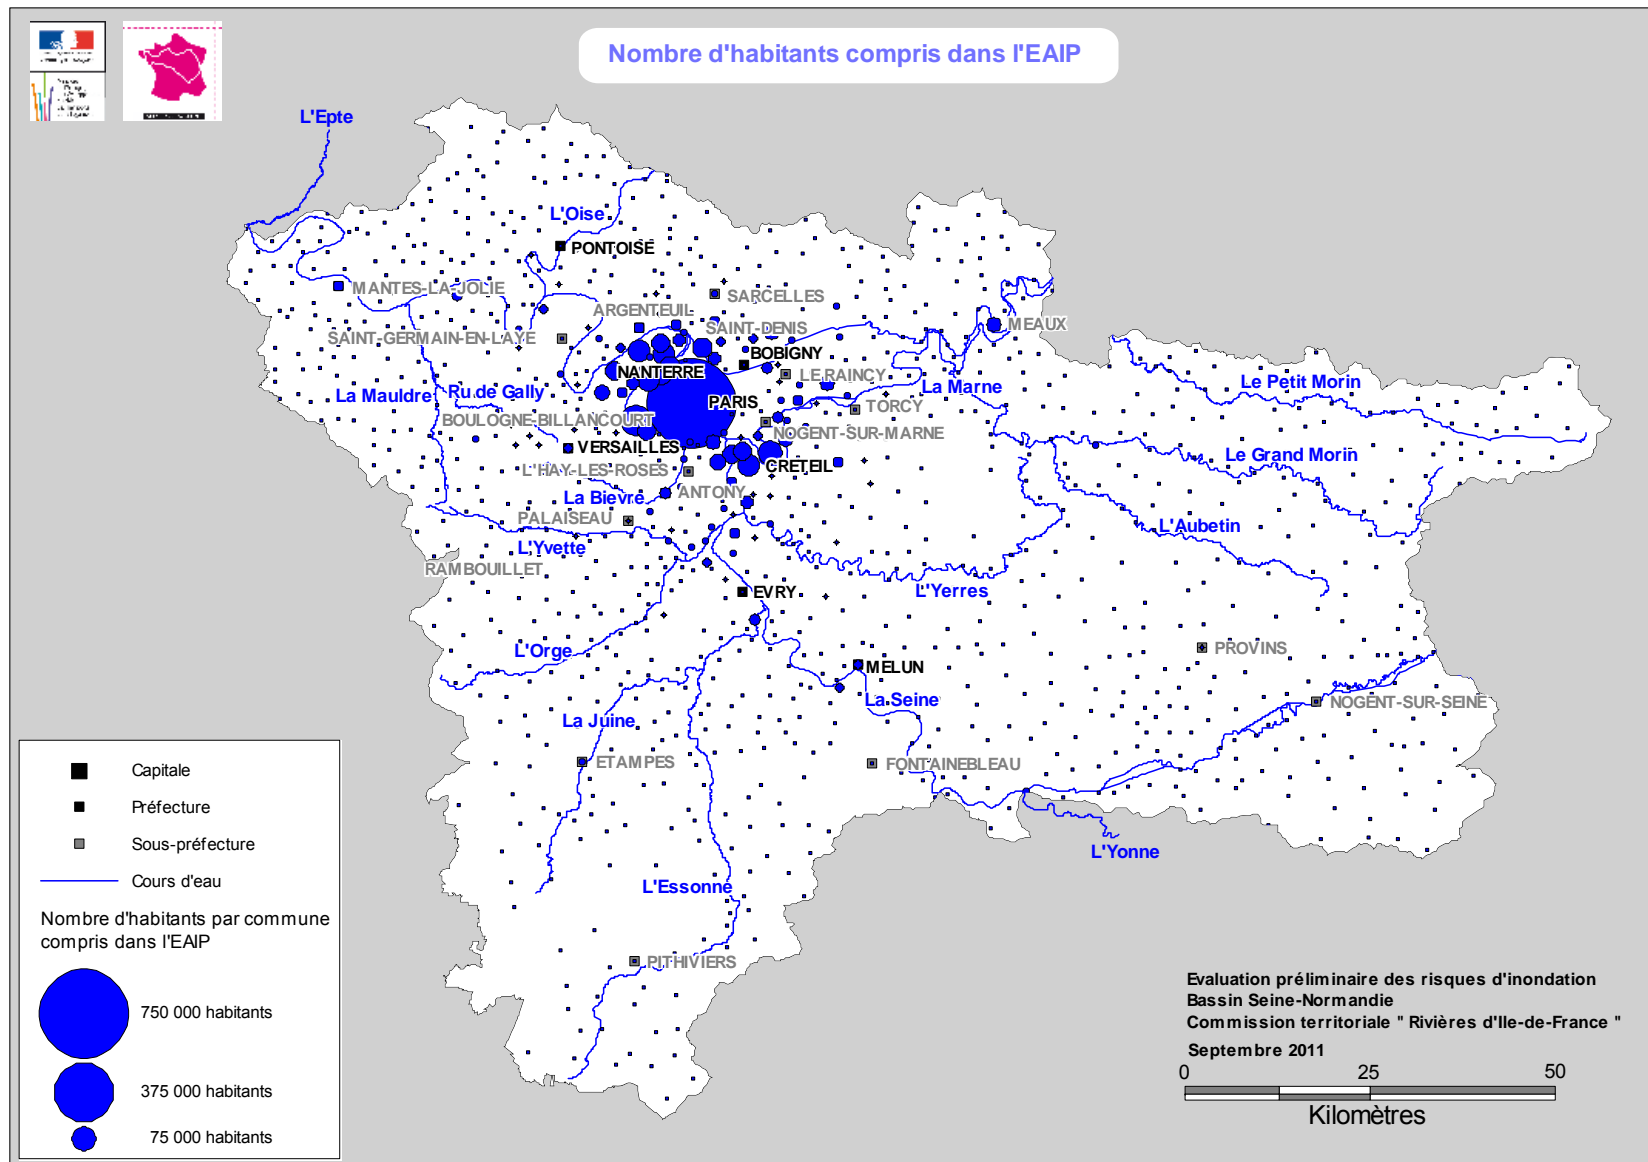 Nombre d'habitants compris dans l'EAIP
L'Epte
L'Oise
PONTOISE
MANTES-LA-JOLIE
SARCELLES
ARGENTEUIL
MEAUX
SAINT-DENIS
SAINT-GERMAIN-EN-LAYE
BOBIGNY
NANTERRE
LE RAINCY
Le Petit Morin
La Marne
La Mauldre
Ru de Gally
PARIS
TORCY
BOULOGNE-BILLANCOURT
NOGENT-SUR-MARNE
VERSAILLES
Le Grand Morin
L'HAY-LES-ROSES
CRETEIL
La Bievre
ANTONY
PALAISEAU
L'Aubetin
L'Yvette
RAMBOUILLET
EVRY
L'Yerres
L'Orge
PROVINS
MELUN
La Seine
NOGENT-SUR-SEINE
La Juine
ETAMPES
FONTAINEBLEAU
L'Yonne
L'Essonne
PITHIVIERS
Capitale
Préfecture
Sous-préfecture
Cours d'eau
Nombre d'habitants par commune
compris dans l'EAIP
750 000 habitants
375 000 habitants
75 000 habitants
Evaluation préliminaire des risques d'inondation
Bassin Seine-Normandie
Commission territoriale " Rivières d'Ile-de-France "
Septembre 2011
0 25 50
Kilomètres